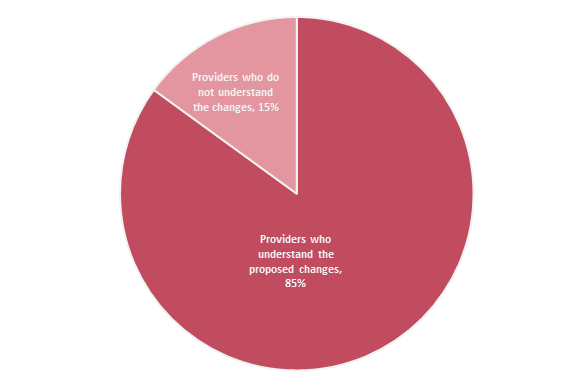 Providers who do
not understand
the changes, 15%
Providers who
understand the
proposed changes,
85%